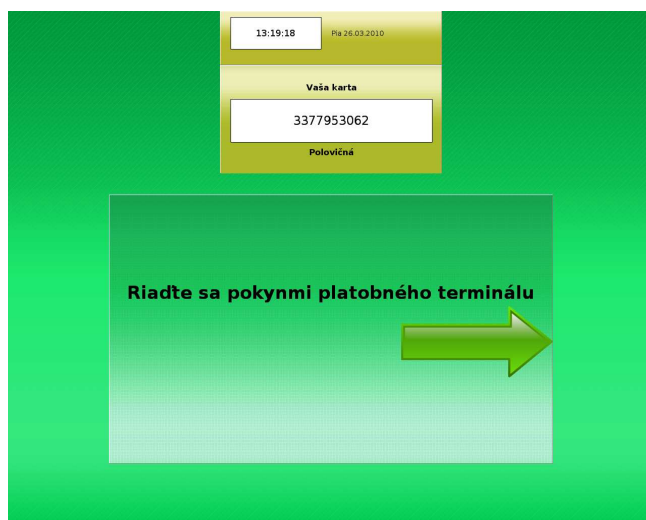 13:19:18 Pia 26.03.2010
Vaša karta
3377953062
Polovičná
Riaďte sa pokynmi platobného terminálu